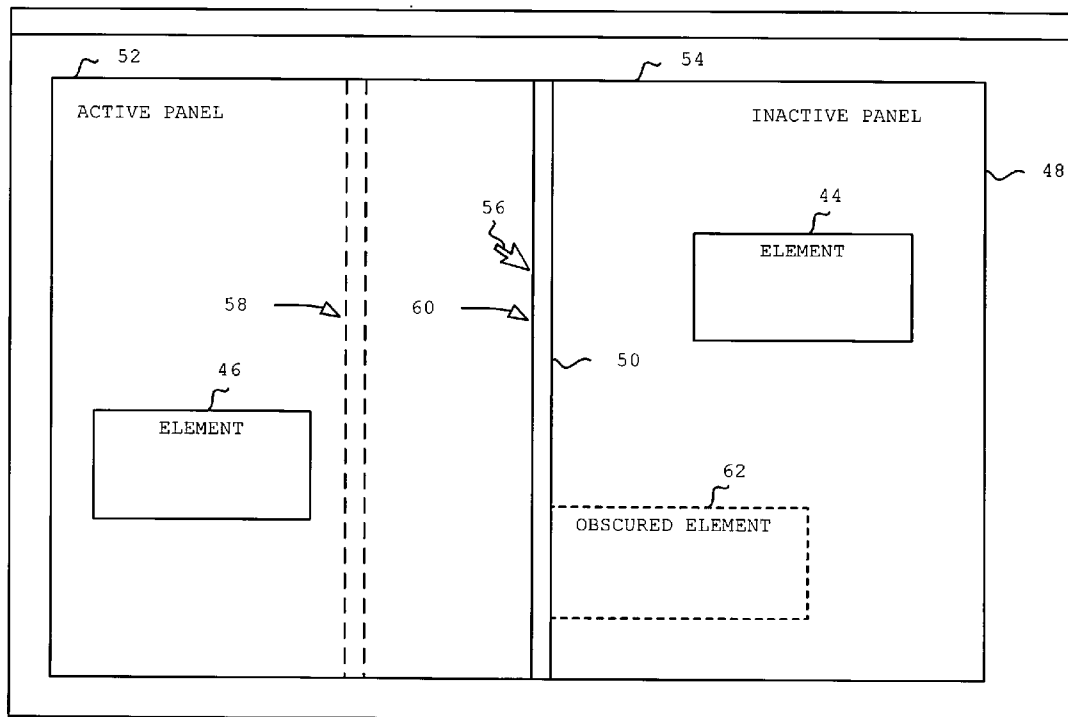 52
54
ACTIVE PANEL
INACTIVE PANEL
48
56
44
ELEMENT
58
60
50
46
ELEMENT
62
OBSCURED ELEMENT